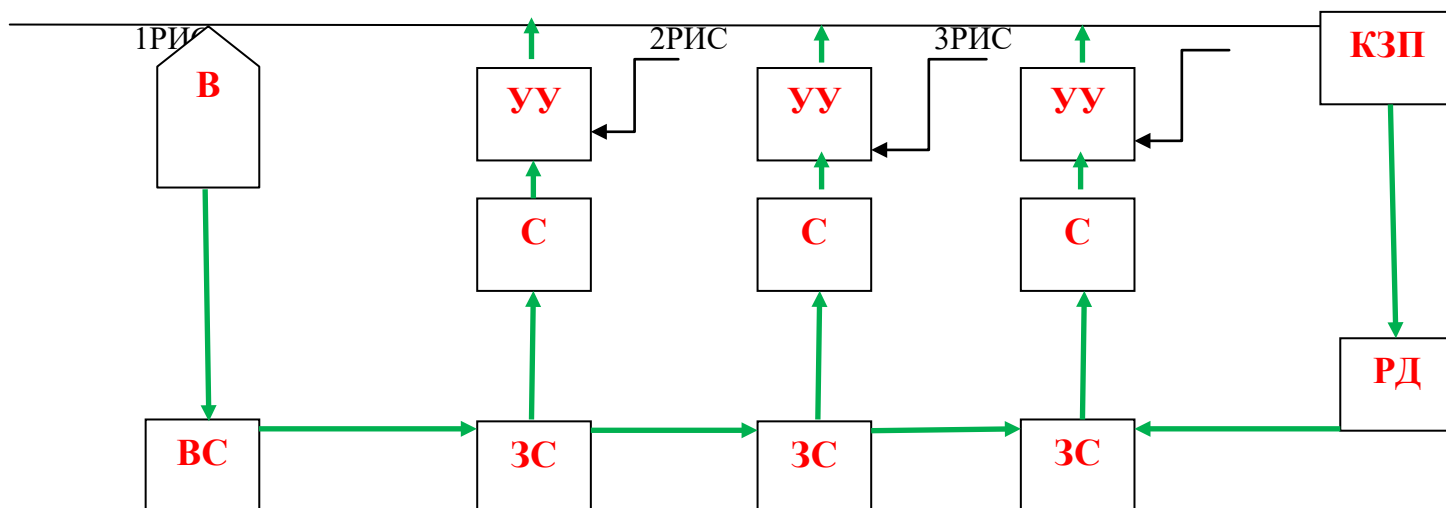 1РИС 2РИС 3РИС КЗП
В УУ УУ УУ
С С С
РД
ВС ЗС ЗС ЗС